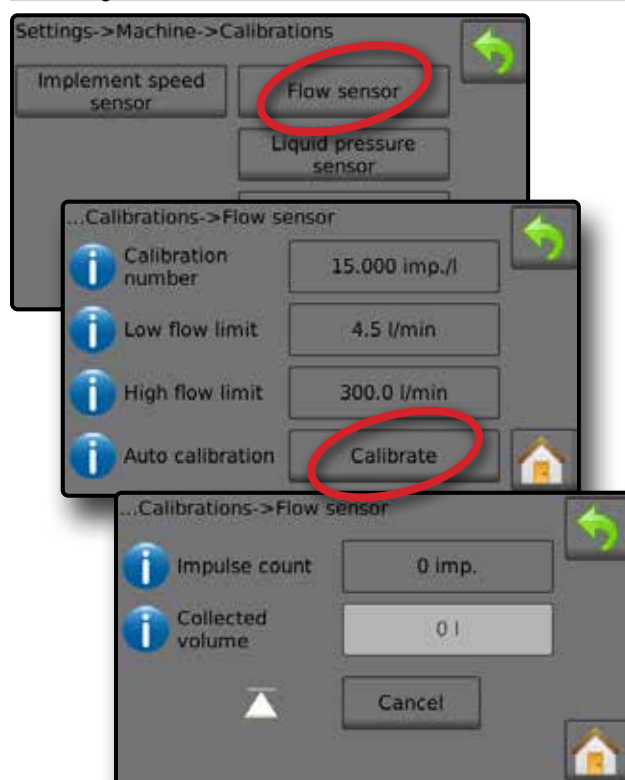 Settings->Machine->Calibrations
Implement speed
sensor
Flow sensor
Liquid pressure
sensor
...Calibrations->Flow sensor
Calibration
number
15.000 imp./l
Low flow limit
4.5 l/min
High flow limit
300.0 l/min
Auto calibration
Calibrate
...Calibrations->Flow sensor
Impulse count
0 imp.
Collected
volume
0 l
Cancel